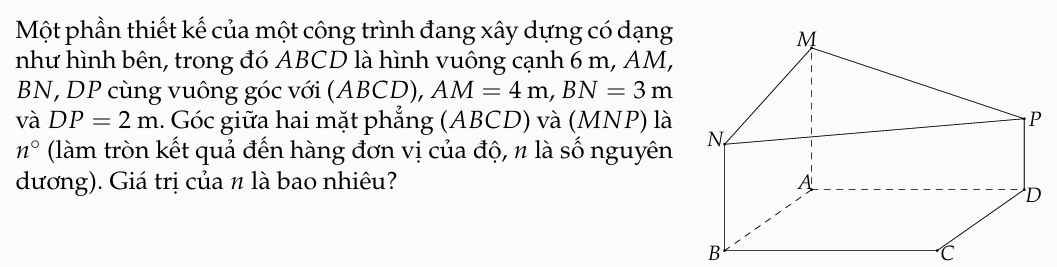 Một phần thiết kế của một công trình đang xây dựng có dạng
như hình bên, trong đó ABCD là hình vuông cạnh 6 m, AM,
BN, DP cùng vuông góc với (ABCD), AM = 4 m, BN = 3 m
và DP = 2 m. Góc giữa hai mặt phẳng (ABCD) và (MNP) là
n° (làm tròn kết quả đến hàng đơn vị của độ, n là số nguyên
dương). Giá trị của n là bao nhiêu?
M
P
N
A
D
B
C